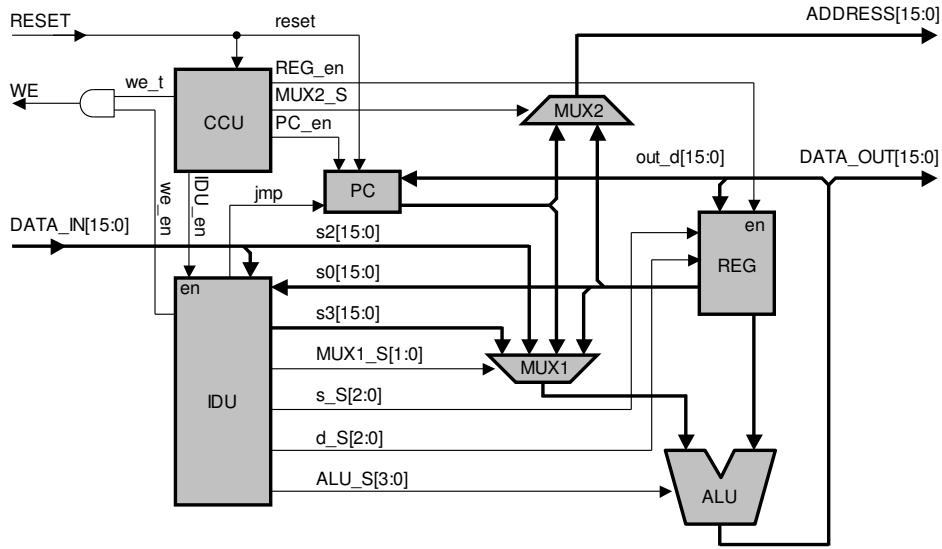 ADDRESS[15:0]
RESET
reset
REG_en
we_t
WE
MUX2_S
MUX2
CCU
PC_en
out_d[15:0]
DATA_OUT[15:0]
IDU_en
we_en
jmp
PC
DATA_IN[15:0]
s2[15:0]
en
REG
s0[15:0]
en
s3[15:0]
MUX1_S[1:0]
MUX1
IDU
s_S[2:0]
d_S[2:0]
ALU_S[3:0]
ALU